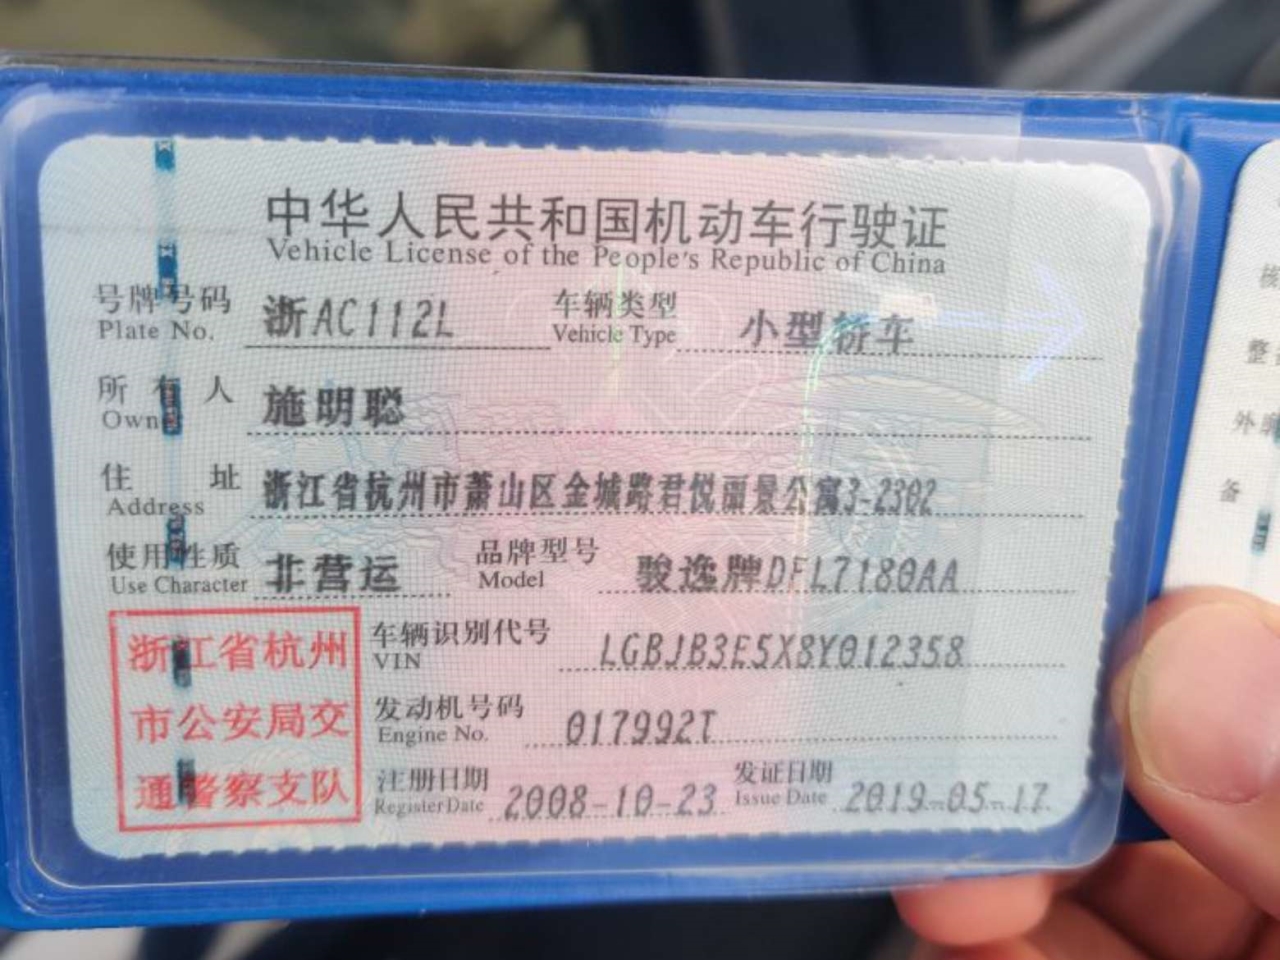 中华人民共和国机动车行驶证
Vehicle License of the People's Republic of China
号牌号码 浙AC112L 车辆类型 小型轿车
Plate No. Vehicle Type
所有人 施明聪
Owner
住址 浙江省杭州市萧山区金城路君悦丽景公寓3-2302
Address
使用性质 非营运 品牌型号 骏逸牌DFL7180AA
Use Character Model
浙江省杭州
市公安局交
通警察支队
车辆识别代号 LGBJB3E5X8Y012358
VIN
发动机号码 017992T
Engine No.
注册日期 2008-10-23 发证日期 2019-05-17
Register Date Issue Date
核
整
外
备